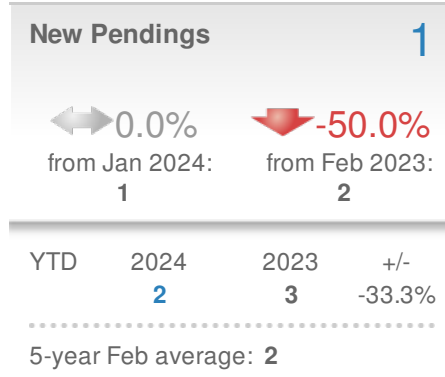 New Pendings 1
0.0% -50.0%
from Jan 2024: from Feb 2023:
1 2
YTD 2024 2023 +/-
2 3 -33.3%
5-year Feb average: 2